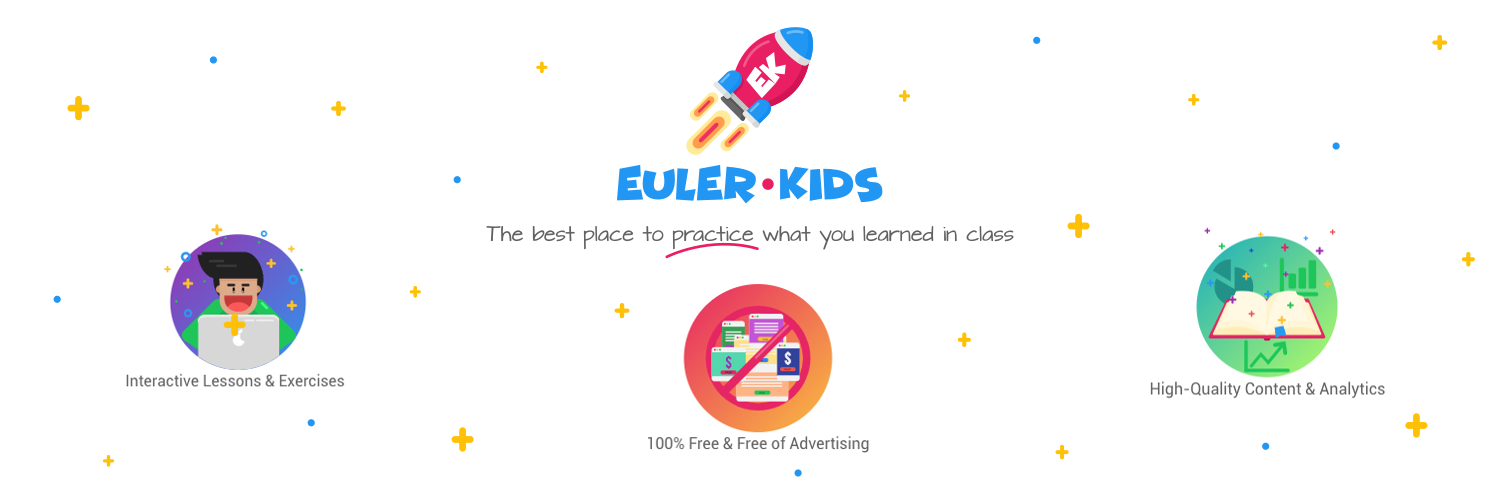 EK
EULER•KIDS
The best place to practice what you learned in class
Interactive Lessons & Exercises
$
$
100% Free & Free of Advertising
High-Quality Content & Analytics